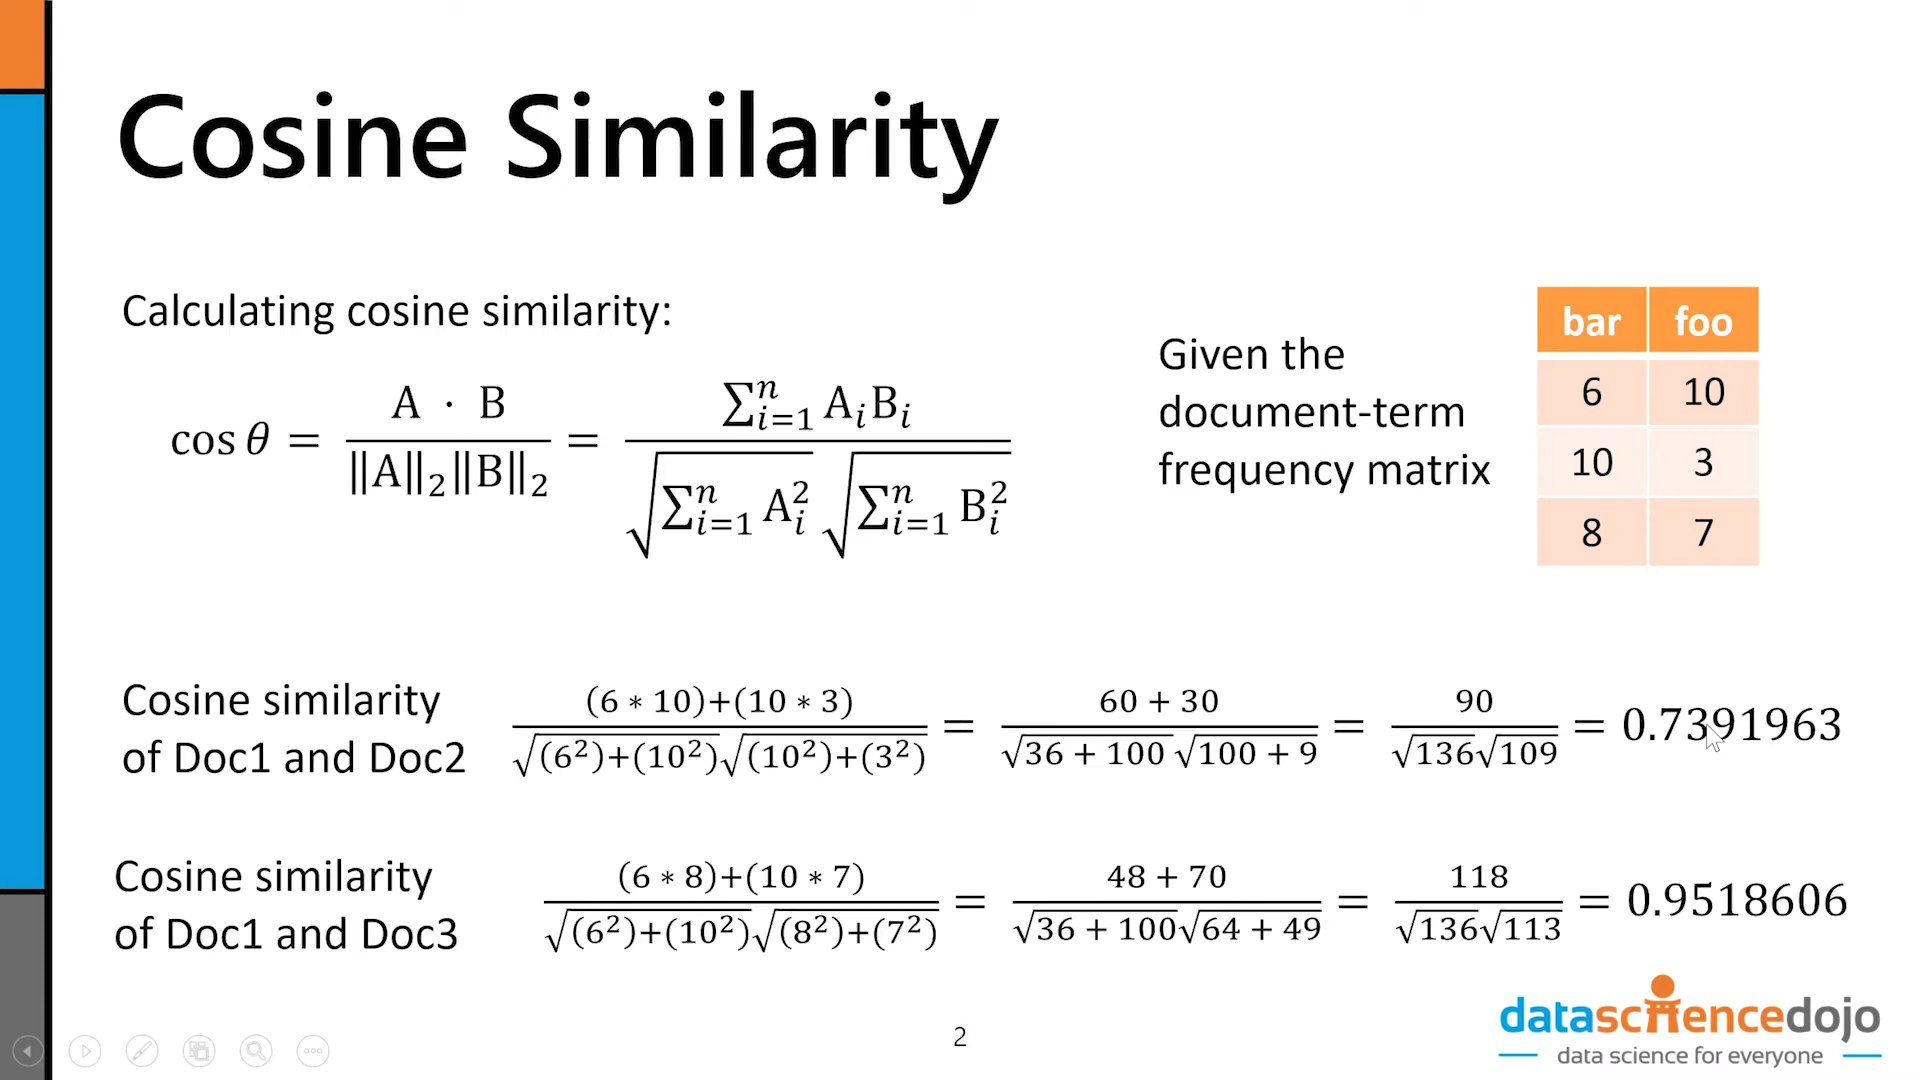 Cosine Similarity
Calculating cosine similarity:
cos θ = A · B / ‖A‖₂‖B‖₂ = ∑ⁿᵢ₌₁ AᵢBᵢ / √(∑ⁿᵢ₌₁ Aᵢ²) √(∑ⁿᵢ₌₁ Bᵢ²)
Given the
document-term
frequency matrix
bar foo
6 10
10 3
8 7
Cosine similarity
of Doc1 and Doc2
(6 * 10)+(10 * 3) / √(6²)+(10²) √(10²)+(3²) = 60 + 30 / √36 + 100 √100 + 9 = 90 / √136√109 = 0.7391963
Cosine similarity
of Doc1 and Doc3
(6 * 8)+(10 * 7) / √(6²)+(10²) √(8²)+(7²) = 48 + 70 / √36 + 100 √64 + 49 = 118 / √136√113 = 0.9518606
2
datasciencedojo
data science for everyone